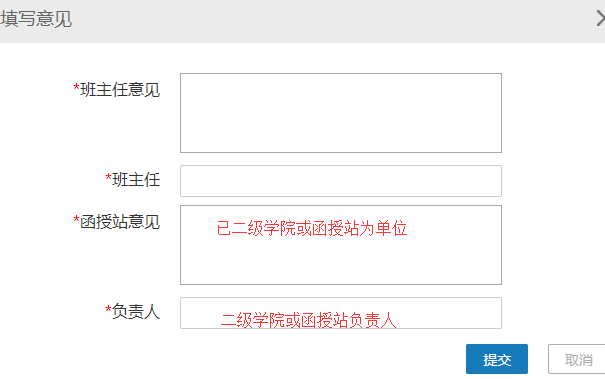 填写意见
*班主任意见
*班主任
*函授站意见
已二级学院或函授站为单位
*负责人
二级学院或函授站负责人
提交
取消